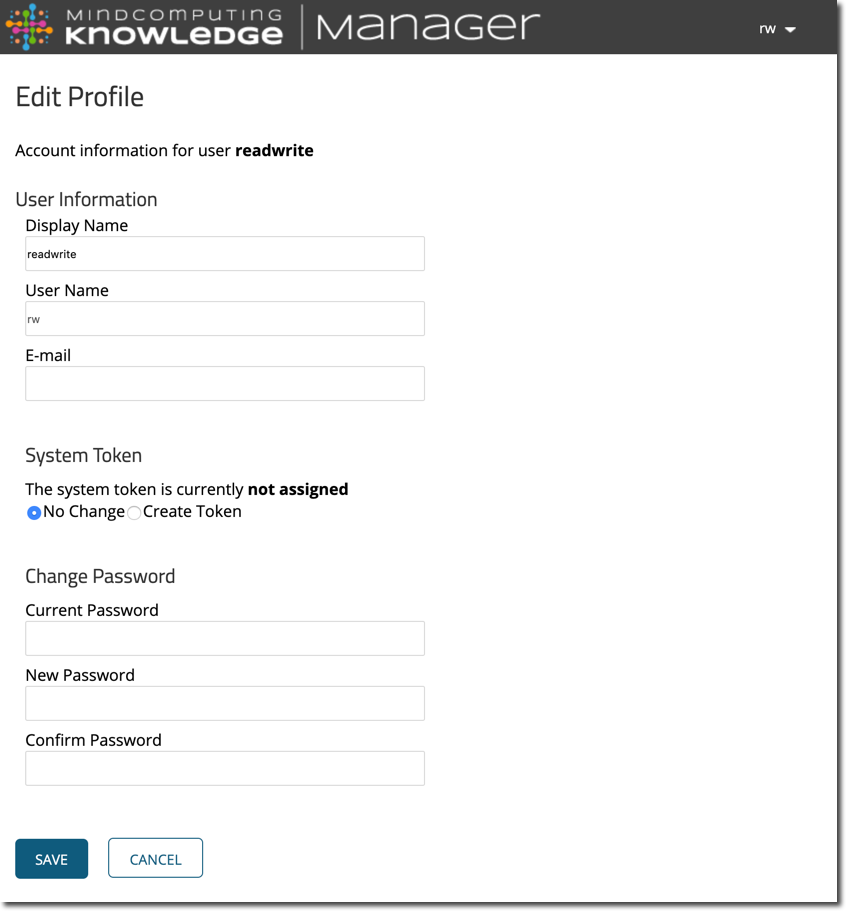 MINDCOMPUTING
KNOWLEDGE
Manager
rw
Edit Profile
Account information for user readwrite
User Information
Display Name
readwrite
User Name
rw
E-mail
System Token
The system token is currently not assigned
No Change Create Token
Change Password
Current Password
New Password
Confirm Password
SAVE CANCEL